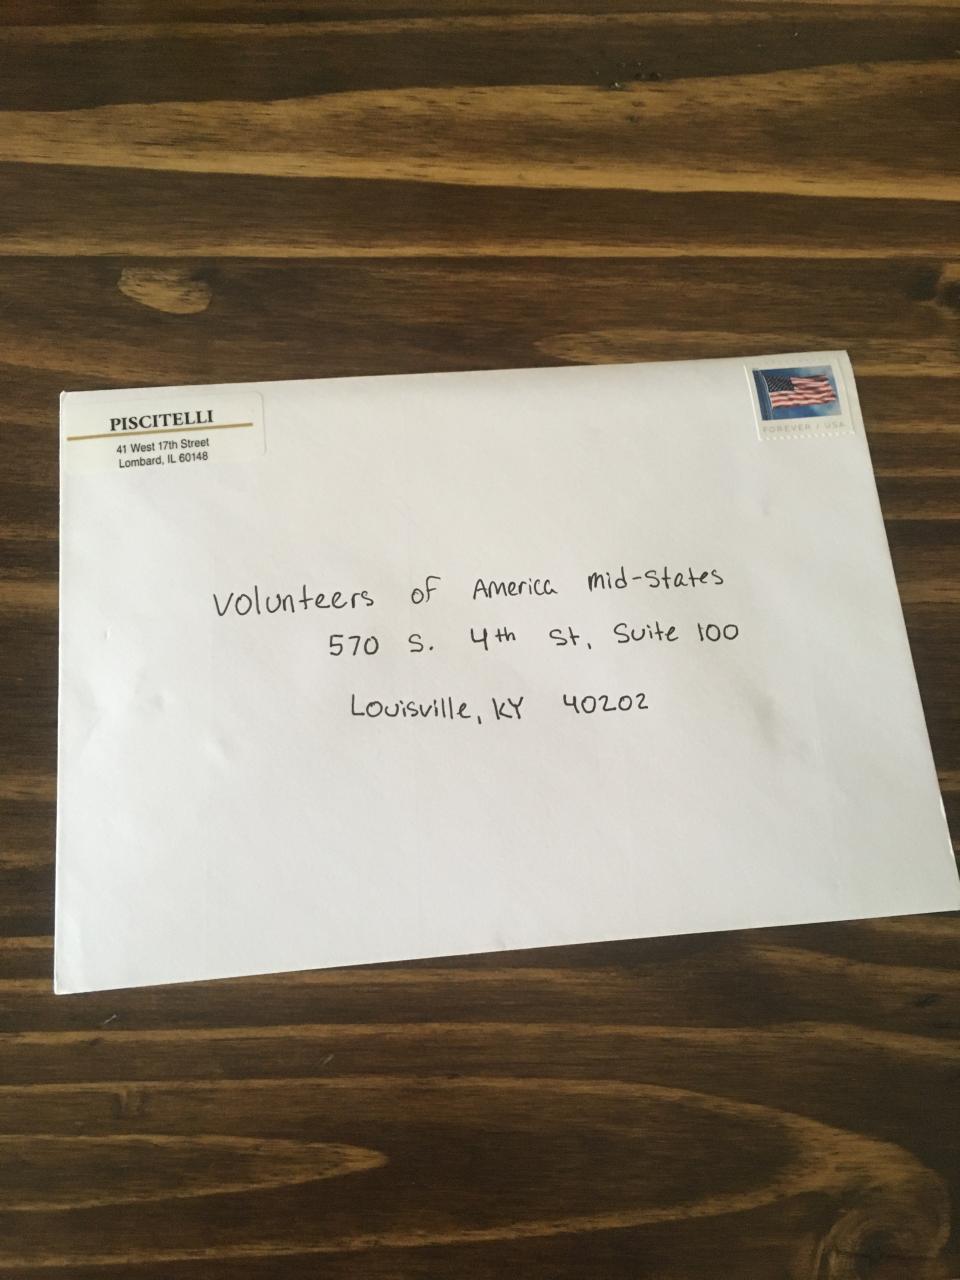 PISCITELLI
41 West 17th Street
Lombard, IL 60148
FOREVER / USA
Volunteers of America mid-States
570 S. 4th St, Suite 100
Louisville, KY 40202